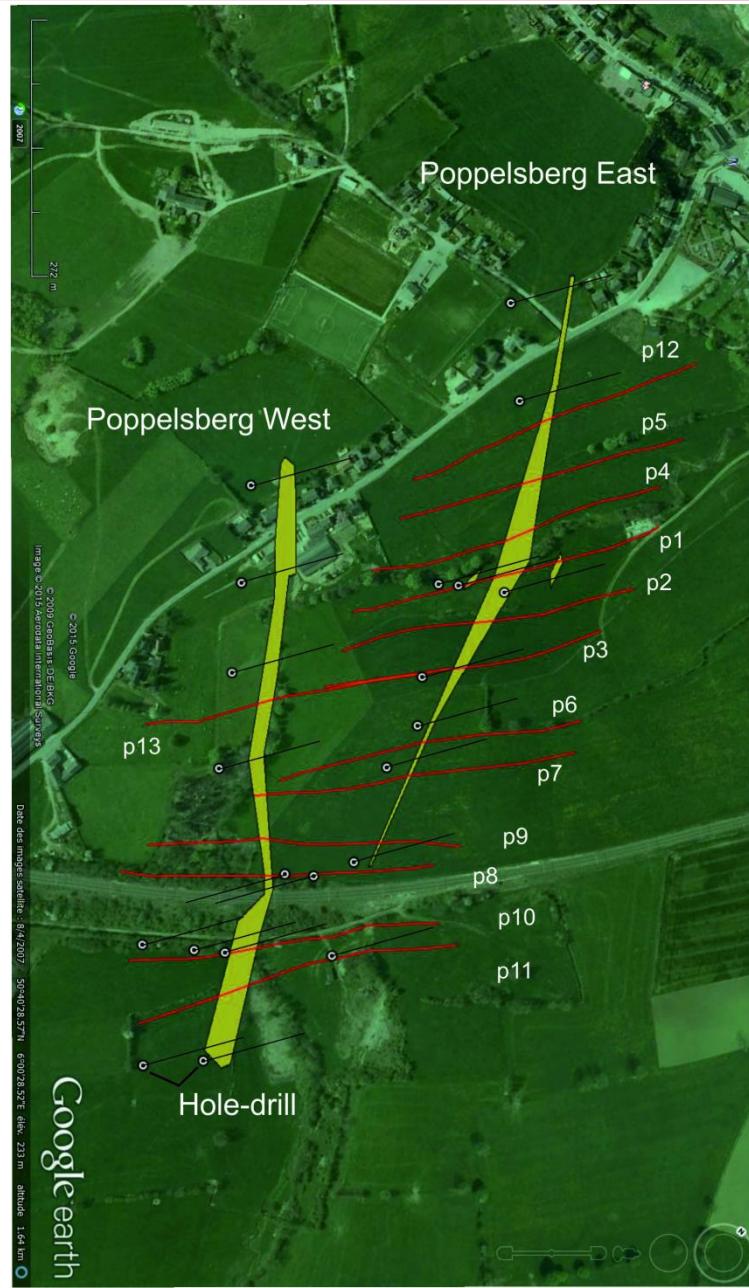 Poppelsberg East
p12
p5
p4
p1
p2
p3
p6
p7
p9
p8
p10
p11
Poppelsberg West
p13
Hole-drill
2007
272 m
Image © 2015 Aerodata International Surveys
© 2009 GeoBasis-DE/BKG
© 2015 Google
Date des images satellite : 8/4/2007 50°40'28.57"N 6°00'28.52"E élév. 233 m altitude 1.64 km
Google earth